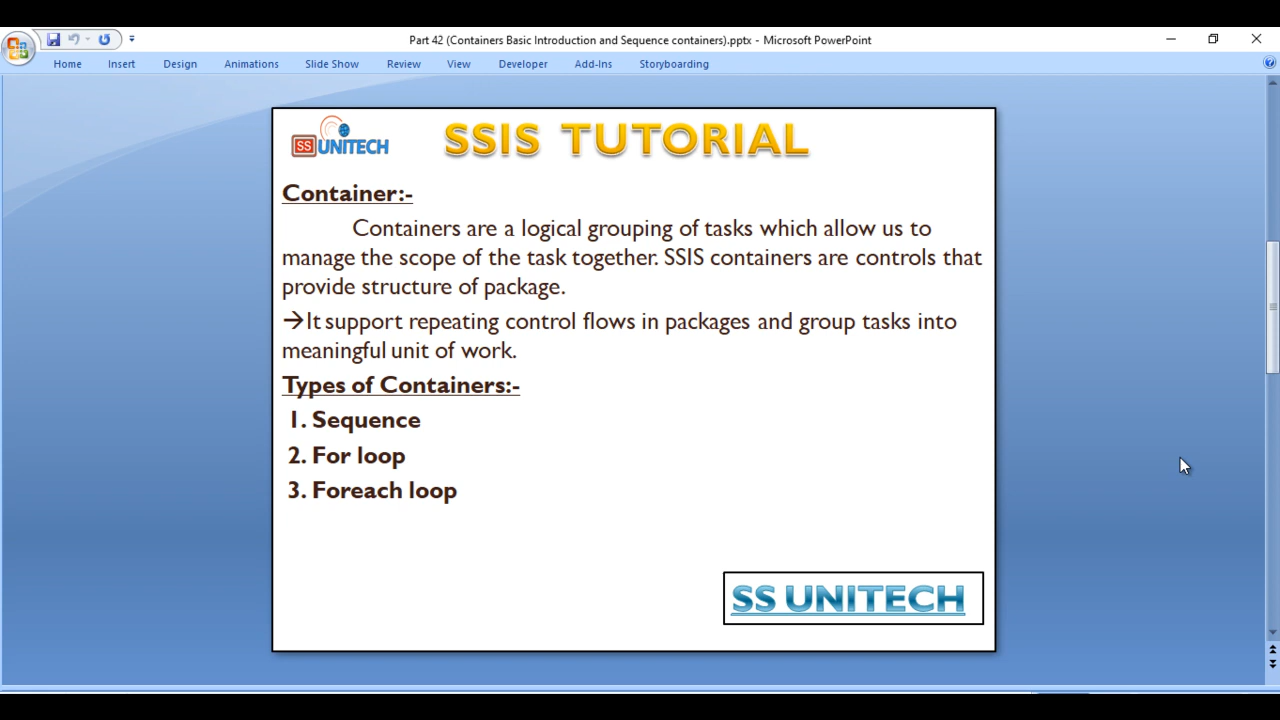 Part 42 (Containers Basic Introduction and Sequence containers).pptx - Microsoft PowerPoint
Home Insert Design Animations Slide Show Review View Developer Add-Ins Storyboarding
SS UNITECH
SSIS TUTORIAL
Container:-
Containers are a logical grouping of tasks which allow us to
manage the scope of the task together. SSIS containers are controls that
provide structure of package.
→It support repeating control flows in packages and group tasks into
meaningful unit of work.
Types of Containers:-
1. Sequence
2. For loop
3. Foreach loop
SS UNITECH